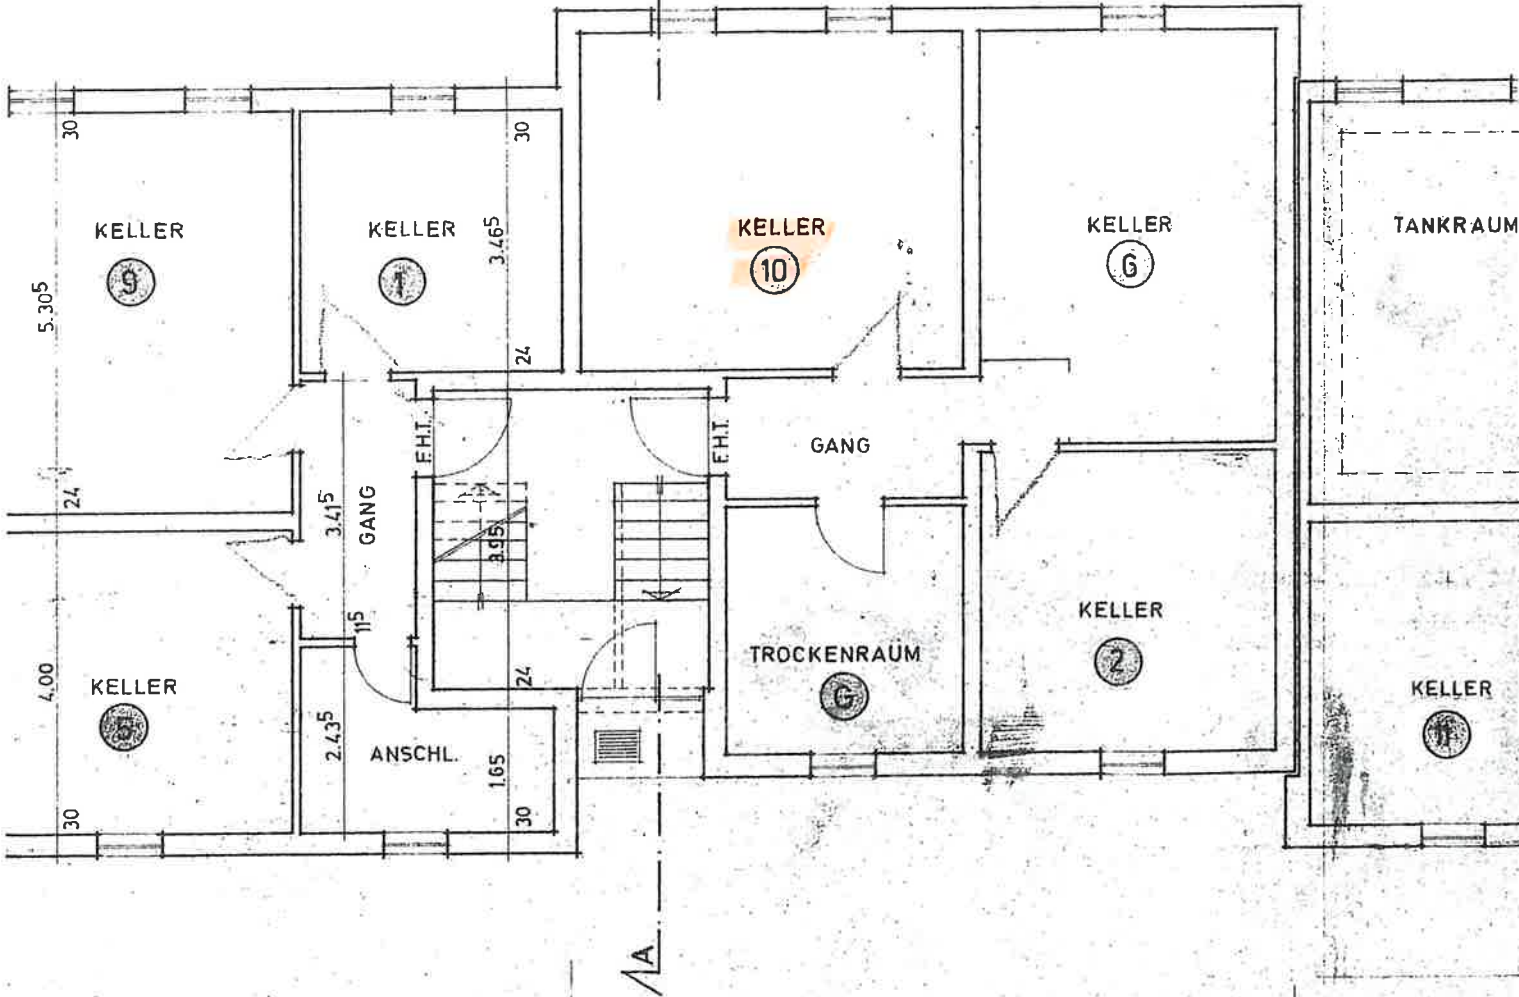 30
30
KELLER
9
KELLER
1
3.46⁵
KELLER
10
KELLER
6
TANKRAUM
5.30⁵
24
F.H.T.
F.H.T.
GANG
24
3.41⁵
GANG
3.95
11⁵
KELLER
5
4.00
24
TROCKENRAUM
G
KELLER
2
KELLER
11
2.43⁵
ANSCHL.
1.65
30
30
A